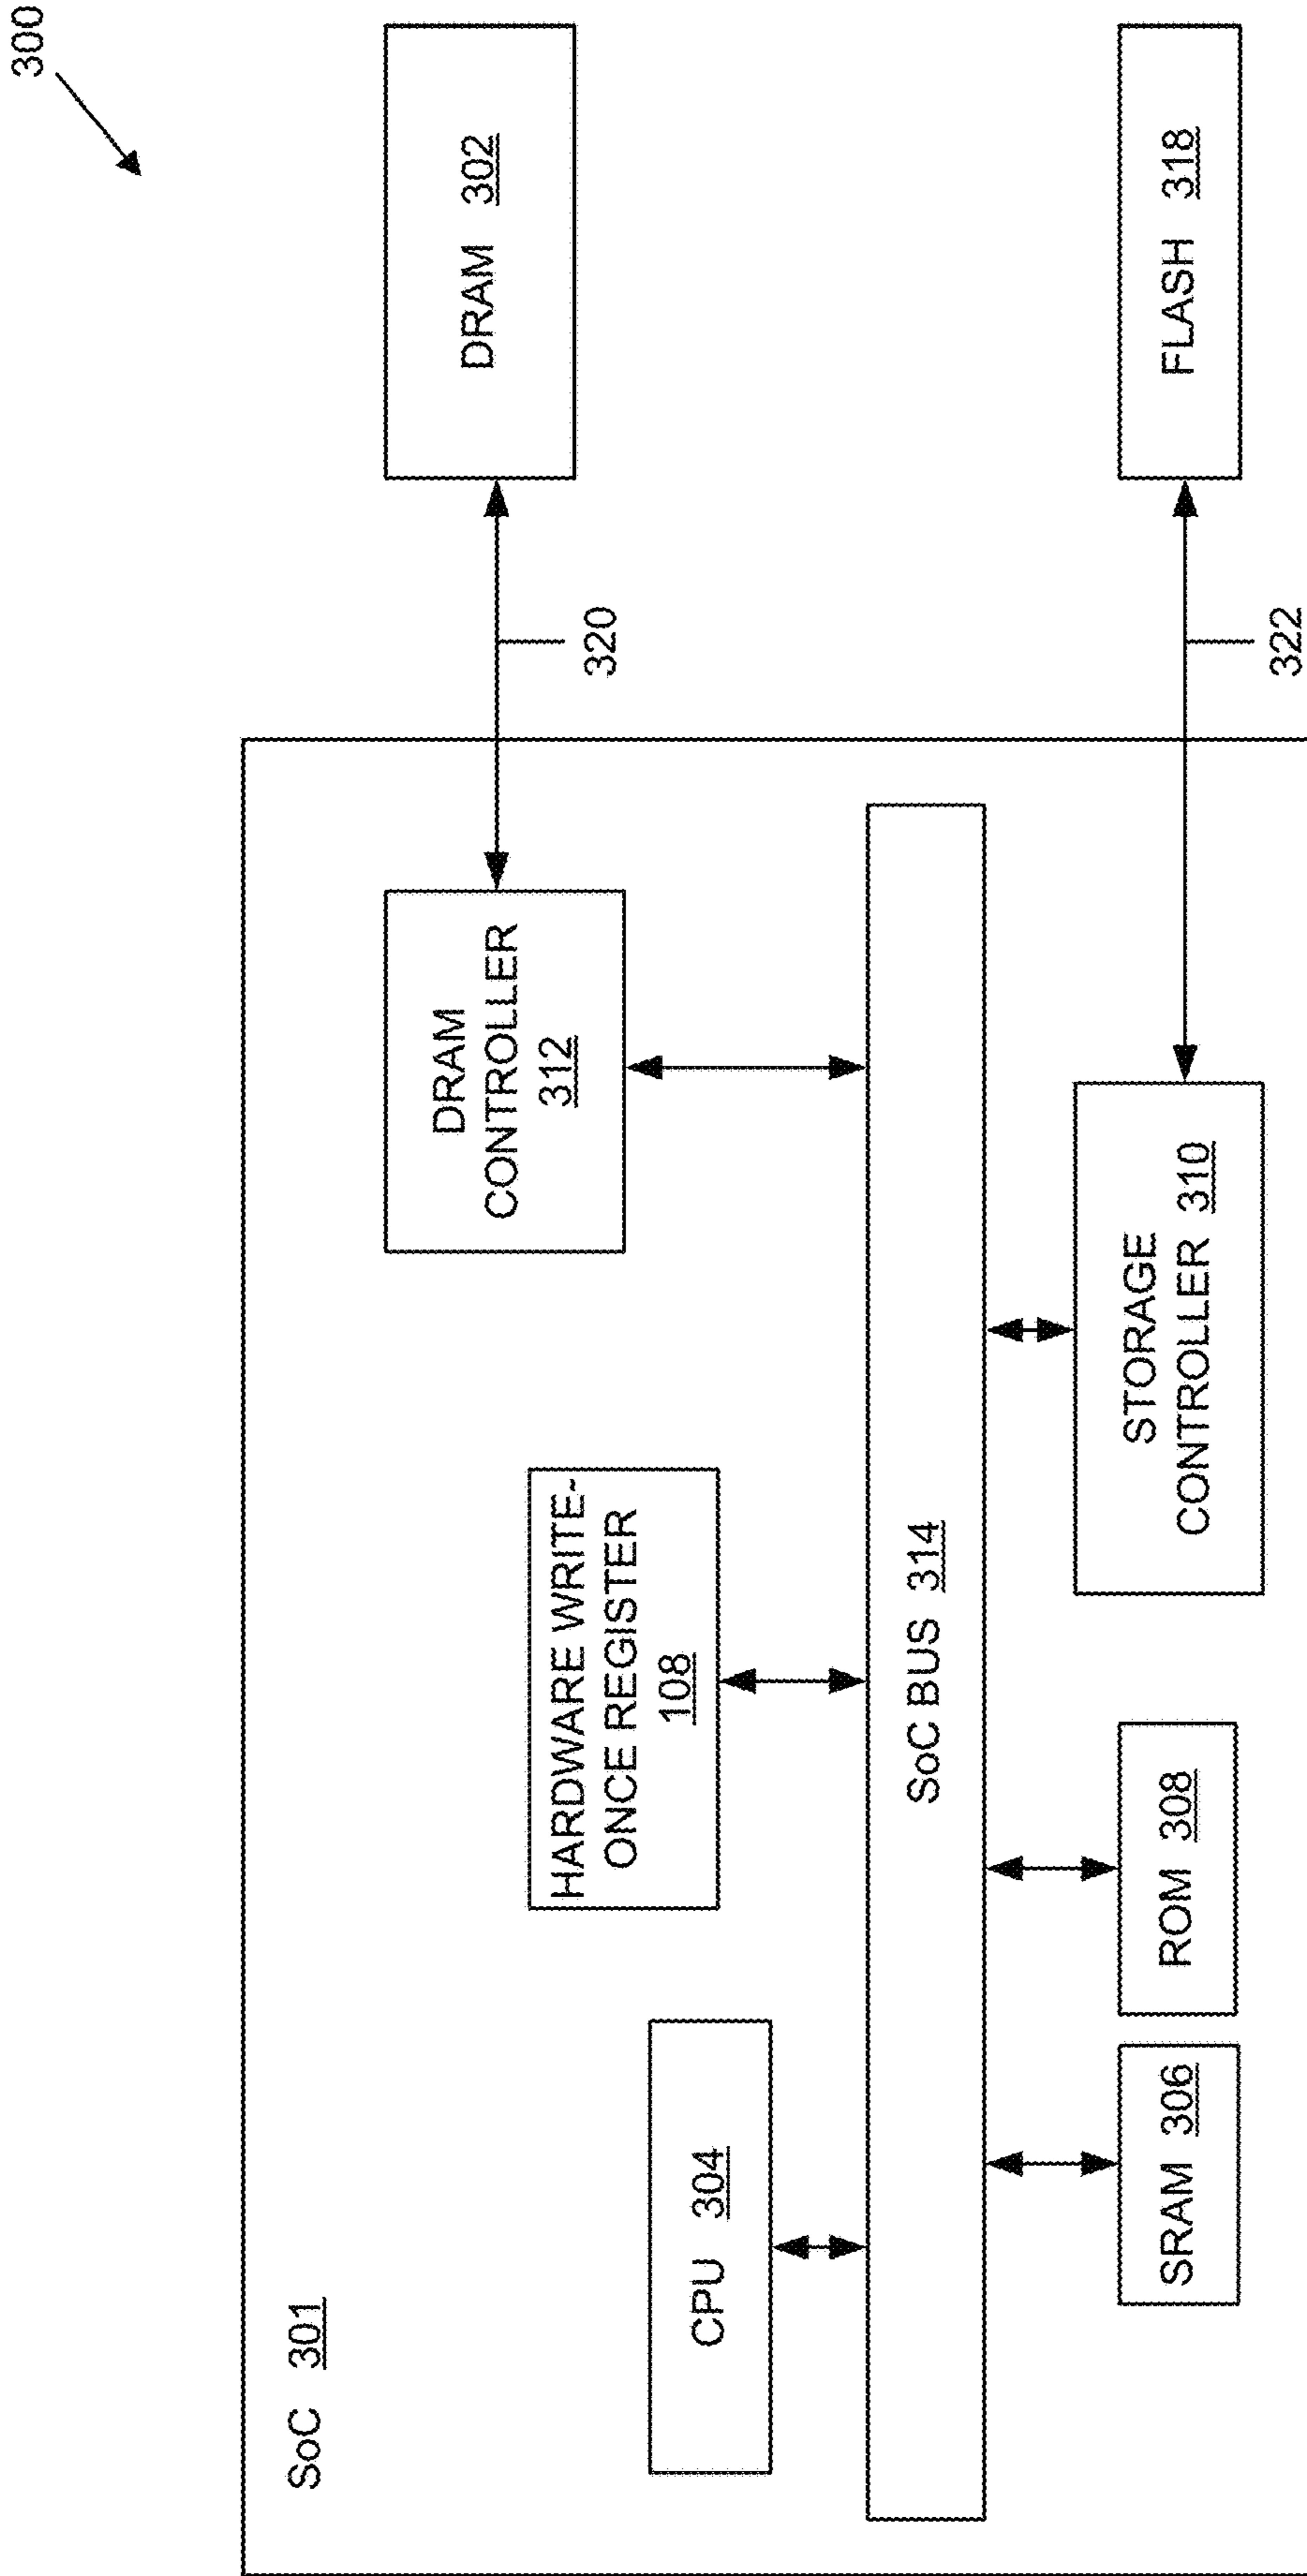 300
SoC 301
DRAM
CONTROLLER
312
DRAM 302
320
HARDWARE WRITE-
ONCE REGISTER
108
CPU 304
SoC BUS 314
SRAM 306
ROM 308
STORAGE
CONTROLLER 310
FLASH 318
322